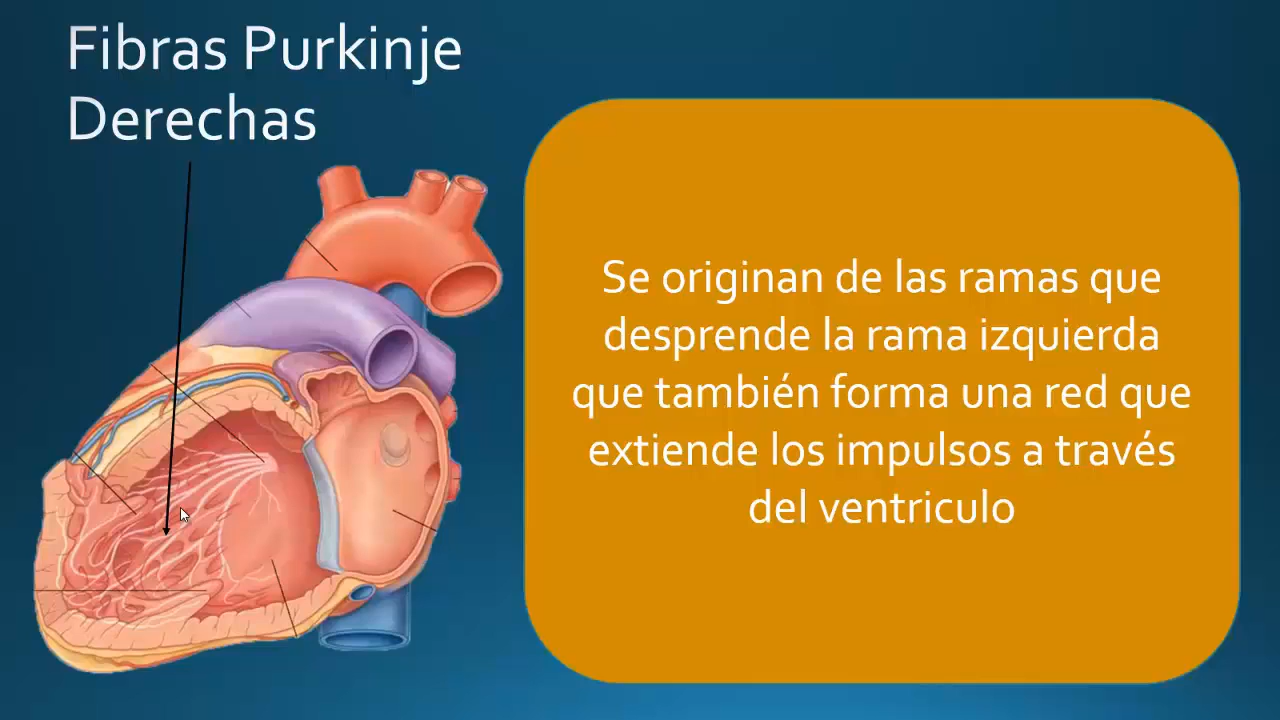 Fibras Purkinje
Derechas
Se originan de las ramas que
desprende la rama izquierda
que también forma una red que
extiende los impulsos a través
del ventriculo